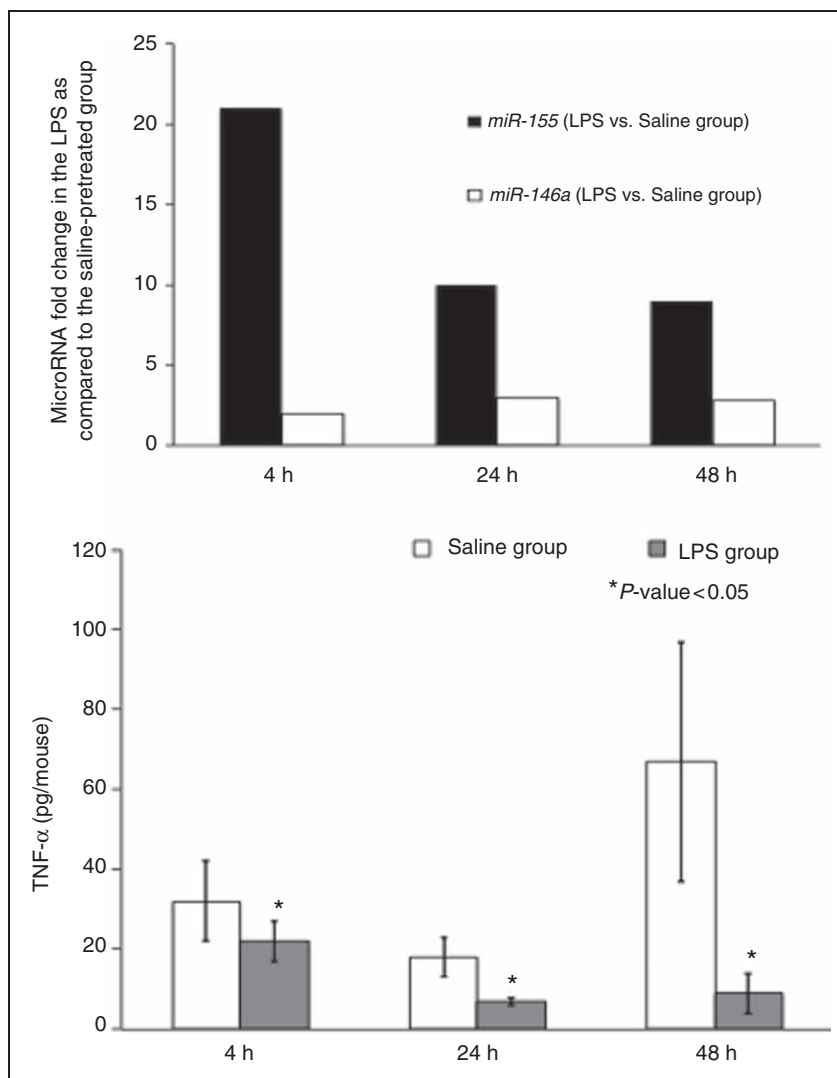 MicroRNA fold change in the LPS as
compared to the saline-pretreated group
25
20
15
10
5
0
miR-155 (LPS vs. Saline group)
miR-146a (LPS vs. Saline group)
4 h
24 h
48 h
TNF-α (pg/mouse)
120
100
80
60
40
20
0
Saline group
LPS group
*P-value<0.05
*
*
*
4 h
24 h
48 h